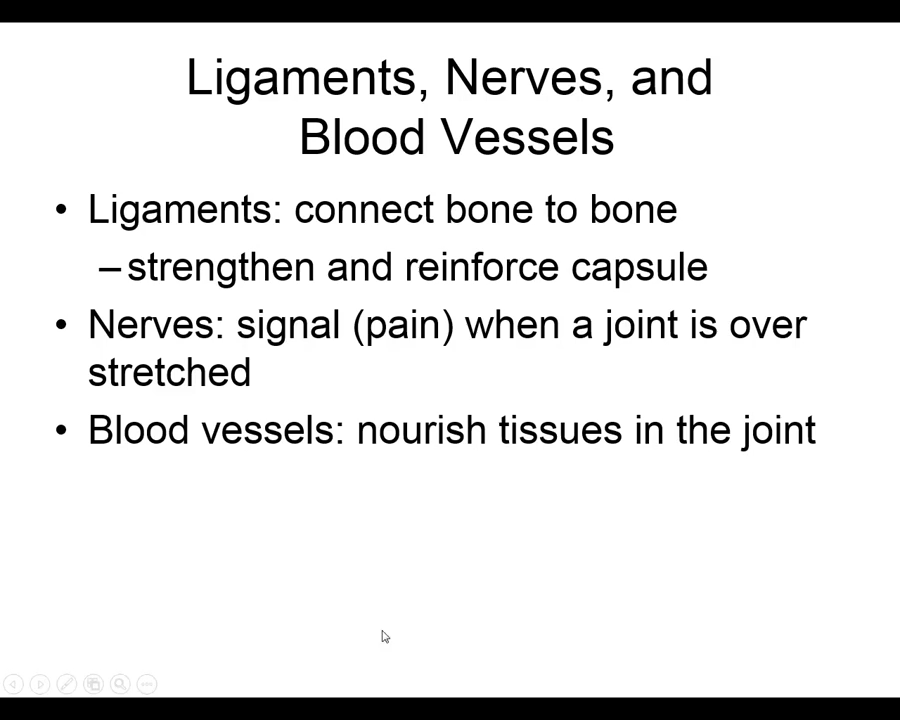 Ligaments, Nerves, and
Blood Vessels
• Ligaments: connect bone to bone
– strengthen and reinforce capsule
• Nerves: signal (pain) when a joint is over
stretched
• Blood vessels: nourish tissues in the joint